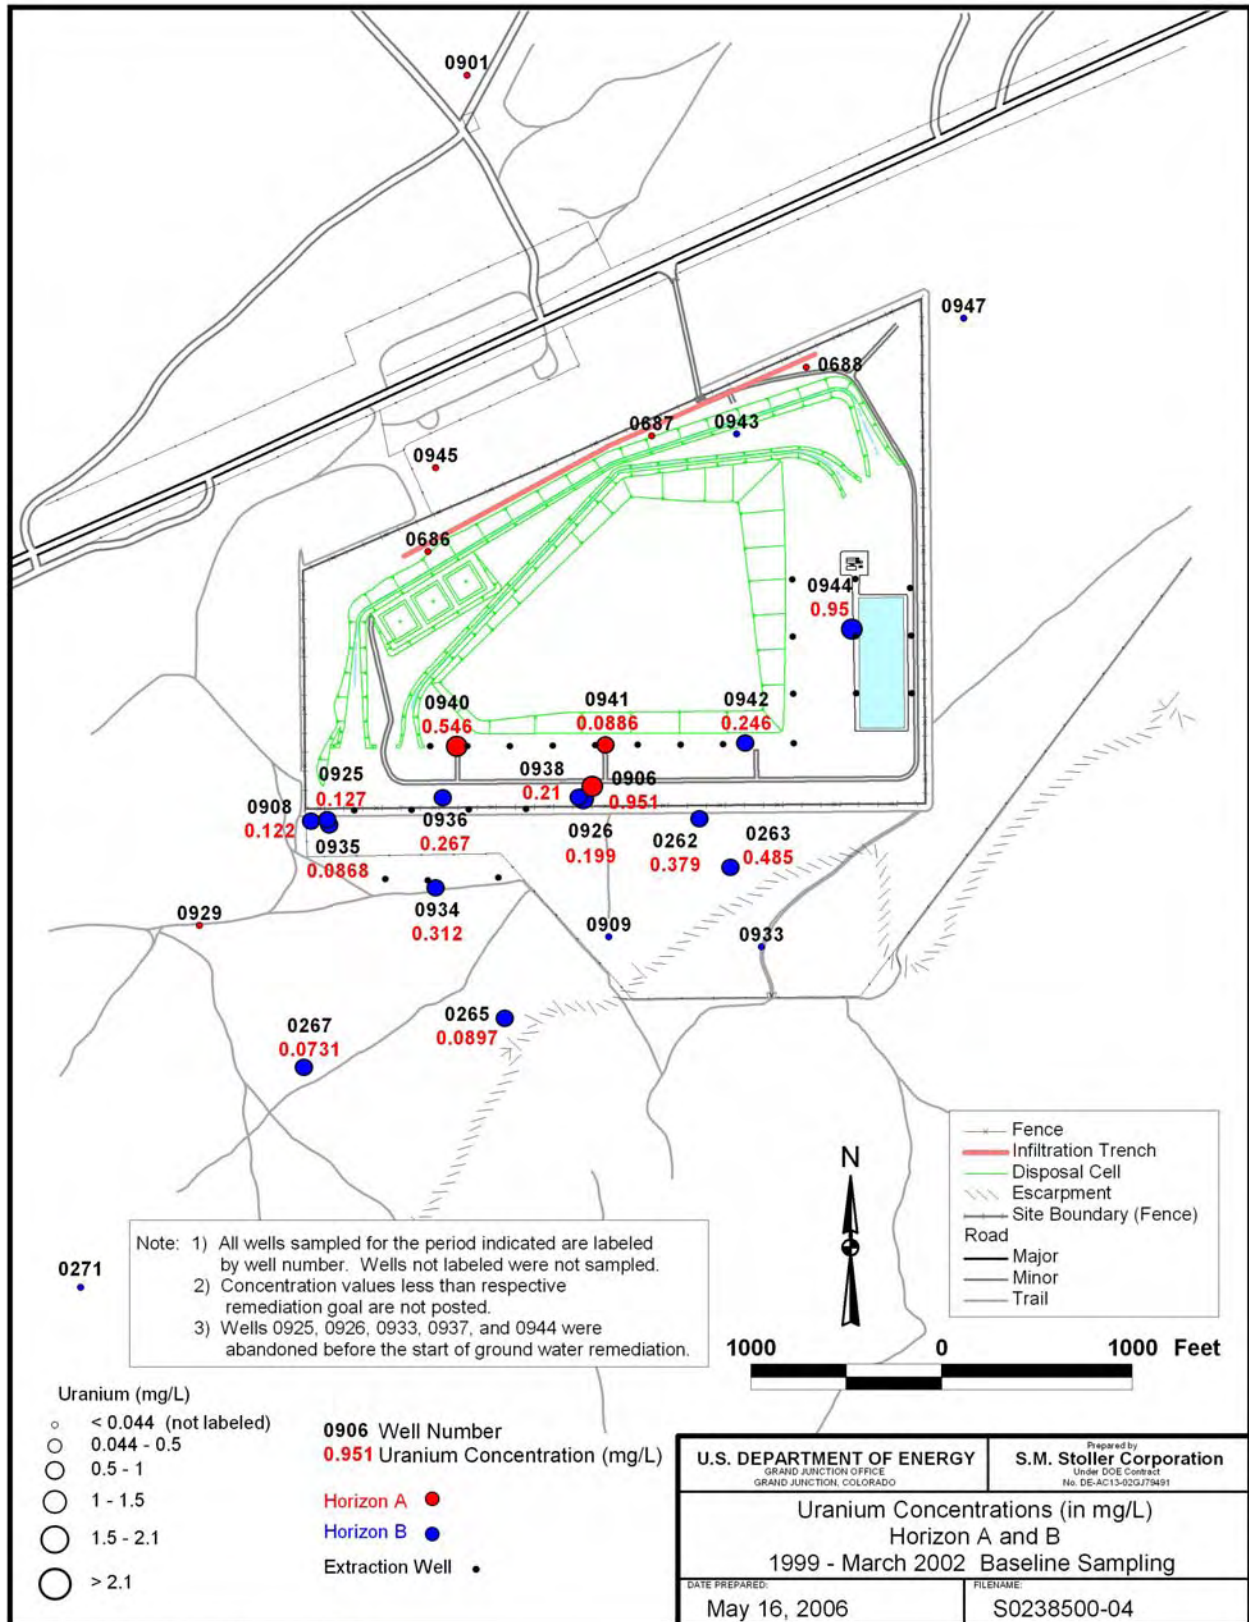 0901
0947
0688
0687
0943
0945
0686
0944
0.95
0940
0.546
0941
0.0886
0942
0.246
0925
0.127
0938
0.21
0906
0.951
0908
0.122
0935
0.0868
0936
0.267
0926
0.199
0262
0.379
0263
0.485
0934
0.312
0929
0909
0933
0265
0.0897
0267
0.0731
0271
Fence
Infiltration Trench
Disposal Cell
Escarpment
Site Boundary (Fence)
Road
Major
Minor
Trail
N
Note: 1) All wells sampled for the period indicated are labeled
by well number. Wells not labeled were not sampled.
2) Concentration values less than respective
remediation goal are not posted.
3) Wells 0925, 0926, 0933, 0937, and 0944 were
abandoned before the start of ground water remediation.
1000 0 1000 Feet
Uranium (mg/L)
< 0.044 (not labeled)
0.044 - 0.5
0.5 - 1
1 - 1.5
1.5 - 2.1
> 2.1
0906 Well Number
0.951 Uranium Concentration (mg/L)
Horizon A
Horizon B
Extraction Well
U.S. DEPARTMENT OF ENERGY
GRAND JUNCTION OFFICE
GRAND JUNCTION, COLORADO
Prepared by
S.M. Stoller Corporation
Under DOE Contract
No. DE-AC13-02GJ79491
Uranium Concentrations (in mg/L)
Horizon A and B
1999 - March 2002 Baseline Sampling
DATE PREPARED:
May 16, 2006
FILENAME:
S0238500-04